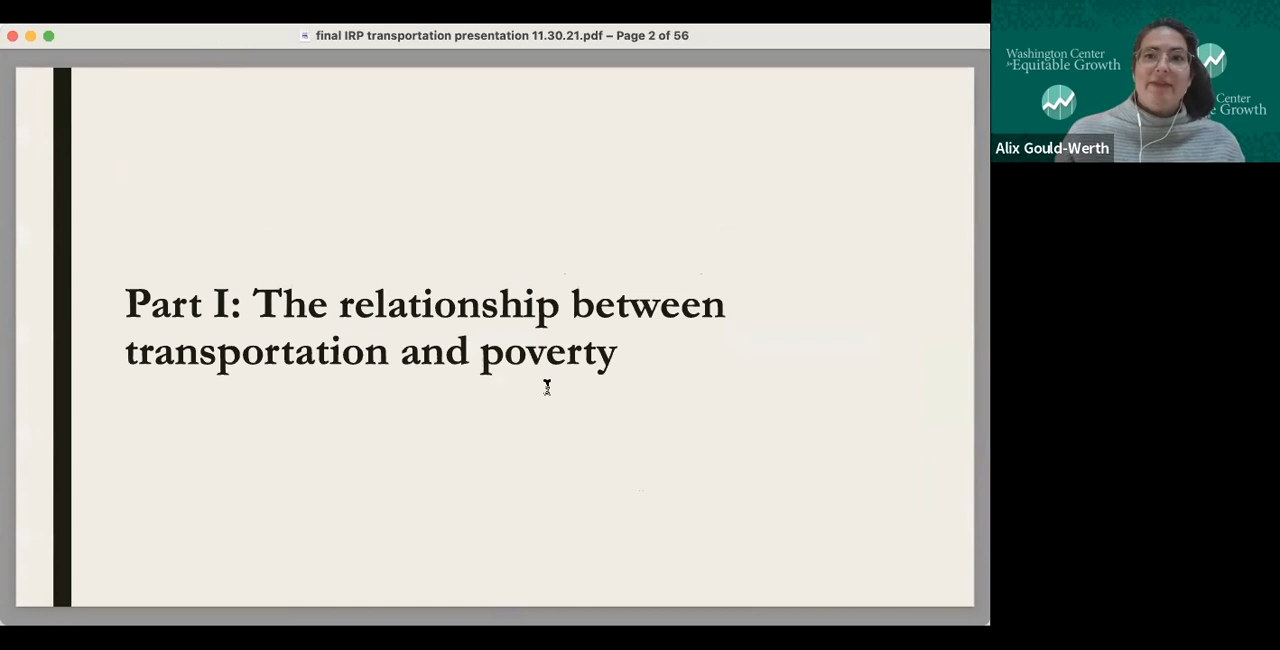 final IRP transportation presentation 11.30.21.pdf – Page 2 of 56
Part I: The relationship between
transportation and poverty
Washington Center
for Equitable Growth
Center
Growth
Alix Gould-Werth